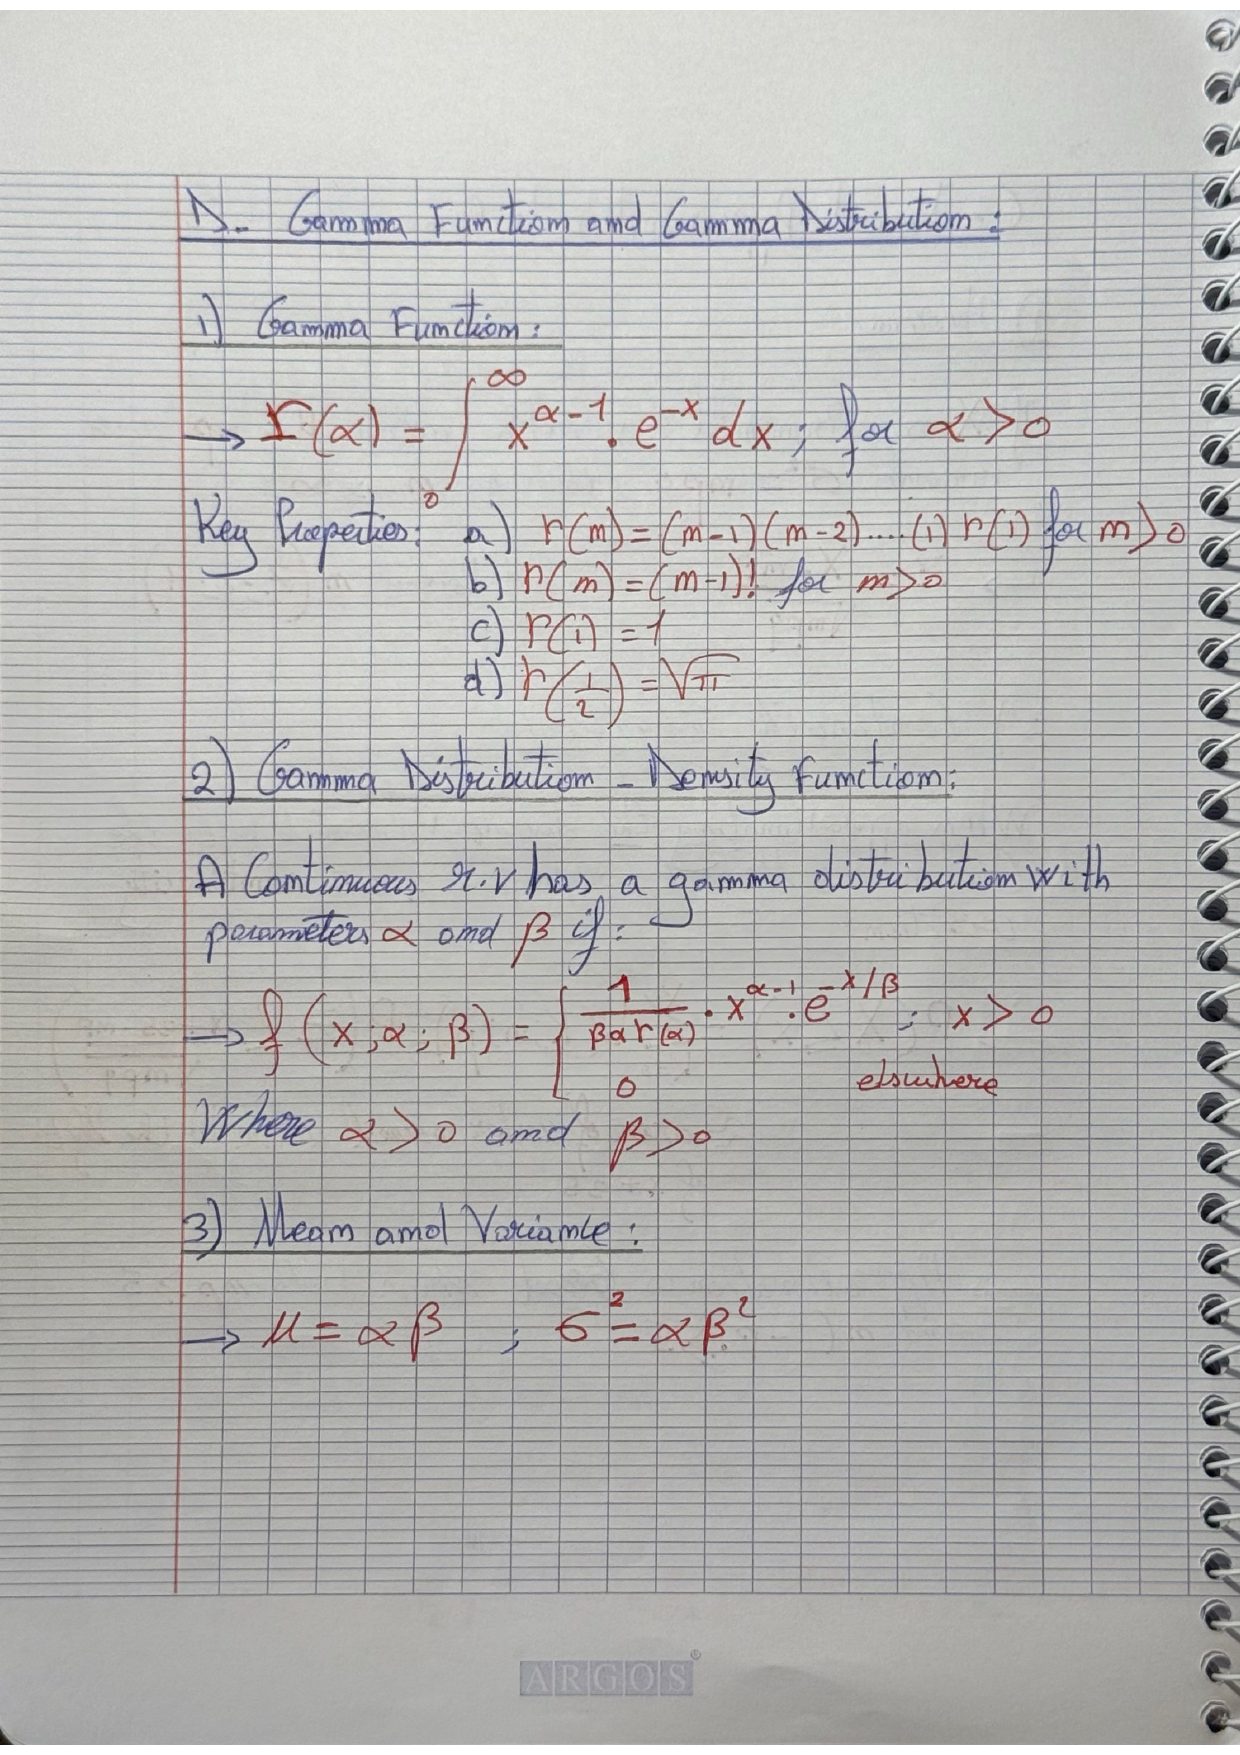 D. Gamma Function and Gamma Distribution:
1) Gamma Function:
→ Γ(α) = ∫₀^∞ x^(α-1) · e^(-x) dx ; for α > 0
Key Properties: a) Γ(n) = (n-1)(n-2)....(1) Γ(1) for n > 0
b) Γ(n) = (n-1)! for n > 0
c) Γ(1) = 1
d) Γ(1/2) = √π
2) Gamma Distribution - Density Function:
A Continuous r.v has a gamma distribution with
parameters α and β if:
→ f(x; α; β) = { 1/(βαΓ(α)) · x^(α-1) · e^(-x/β) ; x > 0
0 elswhere
Where α > 0 and β > 0
3) Mean and Variance:
→ μ = αβ ; σ² = αβ²
ARGOS®